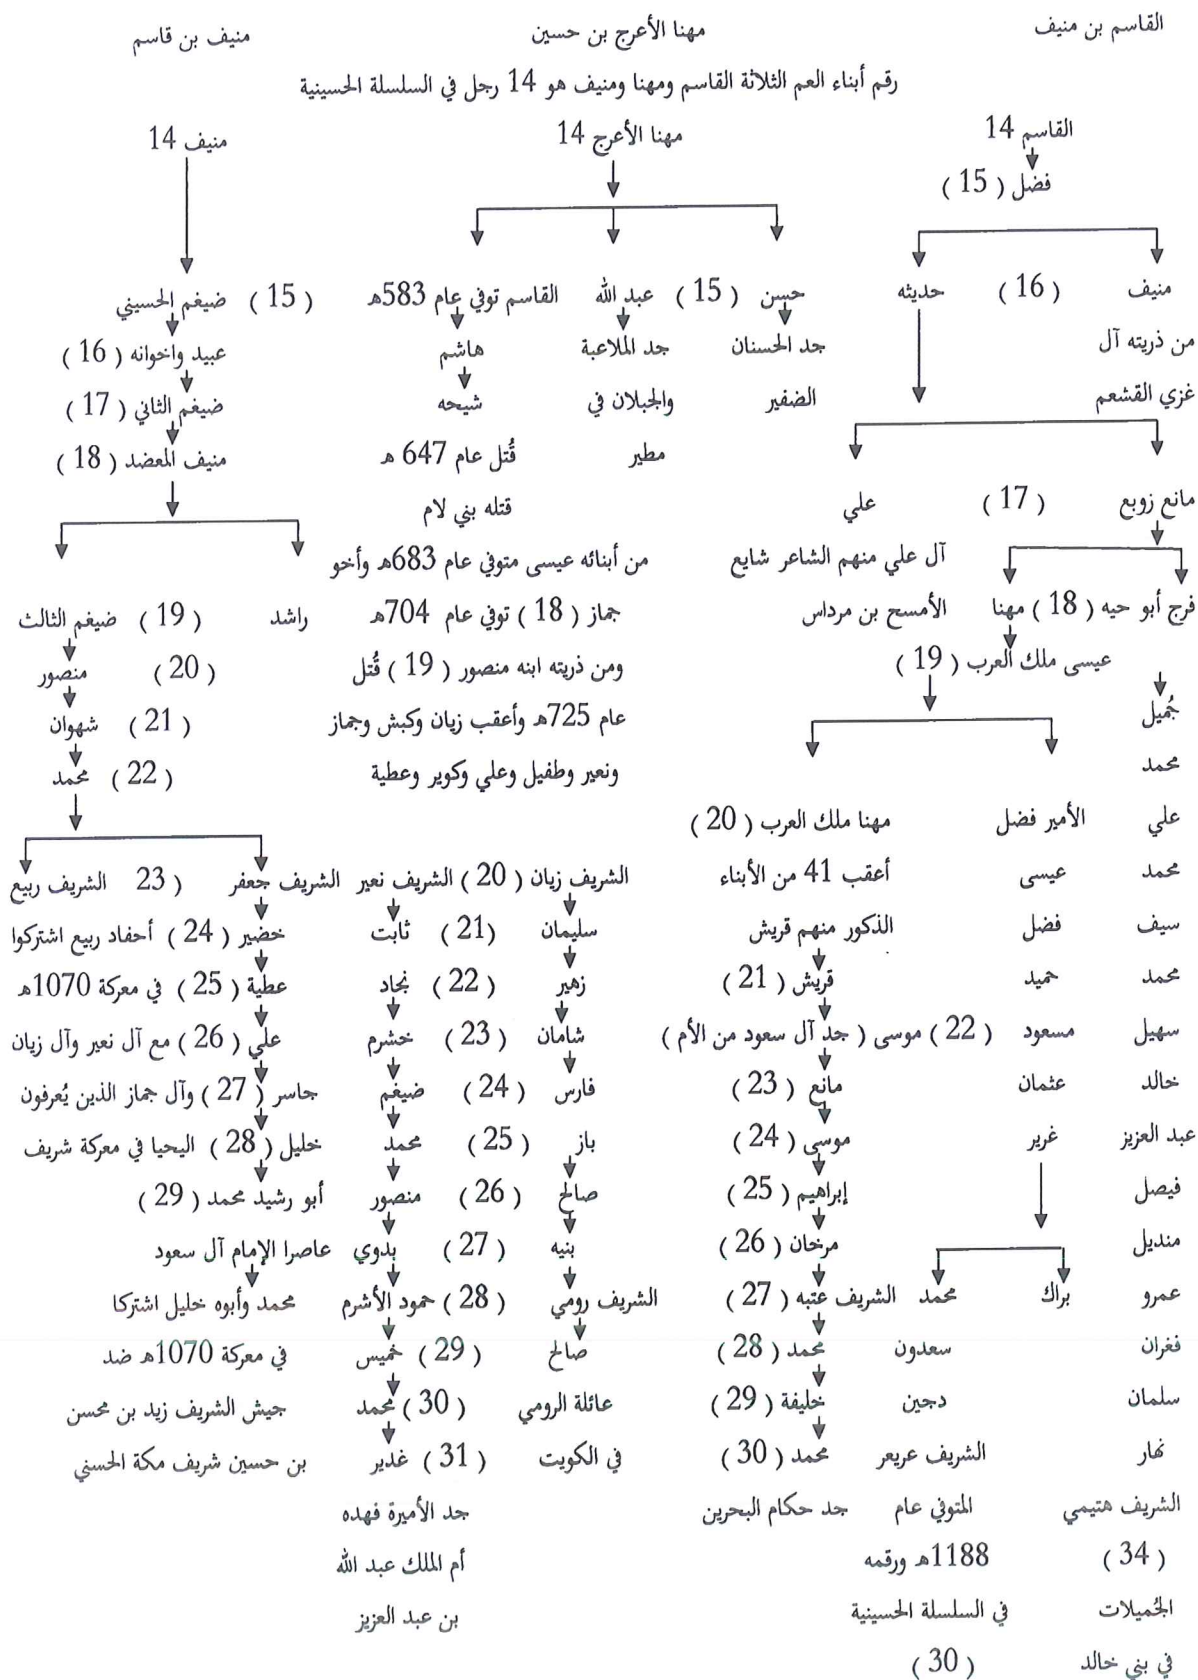 القاسم بن منيف    مهنا الأعرج بن حسين    منيف بن قاسم
رقم أبناء العم الثلاثة القاسم ومهنا ومنيف هو 14 رجل في السلسلة الحسينية
القاسم 14    مهنا الأعرج 14    منيف 14
فضل ( 15 )
منيف    ( 16 )    حديثه    حسن    ( 15 )    عبد الله    القاسم توفي عام 583هـ    ( 15 )    ضيغم الحسيني
من ذريته آل    جد الحسنان    جد الملاعبة    هاشم    عبيد واخوانه ( 16 )
غزي القشعم    الضفير    والجبلان في    شيحه    ضيغم الثاني ( 17 )
مطير    قُتل عام 647 هـ    منيف المعضد ( 18 )
مانع زوبع    ( 17 )    علي    قتله بني لام
آل علي منهم الشاعر شايع    من أبنائه عيسى متوفي عام 683هـ وأخو
فرج أبو حيه ( 18 ) مهنا    الأمسح بن مرداس    جماز ( 18 ) توفي عام 704هـ    راشد    ( 19 )    ضيغم الثالث
عيسى ملك العرب ( 19 )    ومن ذريته ابنه منصور ( 19 ) قُتل    ( 20 )    منصور
جُميل    عام 725هـ وأعقب زيان وكبش وجماز    ( 21 )    شهوان
محمد    ونعير وطفيل وعلي وكوير وعطية    ( 22 )    محمد
علي    الأمير فضل    مهنا ملك العرب ( 20 )
محمد    عيسى    أعقب 41 من الأبناء    الشريف زيان ( 20 ) الشريف نعير    الشريف جعفر    ( 23    الشريف ربيع
سيف    فضل    الذكور منهم قريش    سليمان    ( 21 )    ثابت    خضير ( 24 ) أحفاد ربيع اشتركوا
محمد    حميد    قريش ( 21 )    زهير    ( 22 )    نجاد    عطية ( 25 ) في معركة 1070هـ
سهيل    مسعود    ( 22 ) موسى ( جد آل سعود من الأم )    شامان    ( 23 )    خشرم    علي ( 26 ) مع آل نعير وآل زيان
خالد    عثمان    مانع ( 23 )    فارس    ( 24 )    ضيغم    جاسر ( 27 ) وآل جماز الذين يُعرفون
عبد العزيز    غرير    موسى ( 24 )    باز    ( 25 )    محمد    خليل ( 28 ) اليحيا في معركة شريف
فيصل    إبراهيم ( 25 )    صالح    ( 26 )    منصور    أبو رشيد محمد ( 29 )
منديل    مرخان ( 26 )    بنيه    ( 27 )    بدوي    عاصرا الإمام آل سعود
عمرو    براك    محمد    الشريف عتبه ( 27 )    الشريف رومي    ( 28 ) حمود الأشرم    محمد وأبوه خليل اشتركا
فغران    سعدون    محمد ( 28 )    صالح    ( 29 )    خميس    في معركة 1070هـ ضد
سلمان    دجين    خليفة ( 29 )    عائلة الرومي    ( 30 ) محمد    جيش الشريف زيد بن محسن
نهار    الشريف عريعر    محمد ( 30 )    في الكويت    ( 31 ) غدير    بن حسين شريف مكة الحسني
الشريف هتيمي    المتوفي عام    جد حكام البحرين    جد الأميرة فهده
( 34 )    1188هـ ورقمه    أم الملك عبد الله
الجُميلات    في السلسلة الحسينية    بن عبد العزيز
في بني خالد    ( 30 )